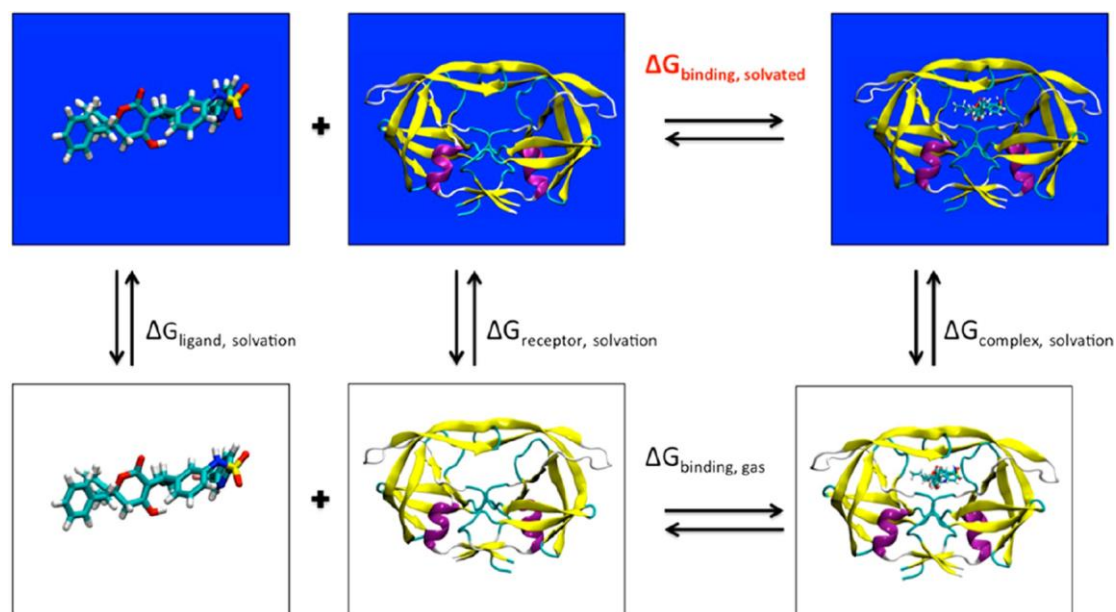 +
ΔGbinding, solvated
ΔGligand, solvation
ΔGreceptor, solvation
ΔGcomplex, solvation
+
ΔGbinding, gas